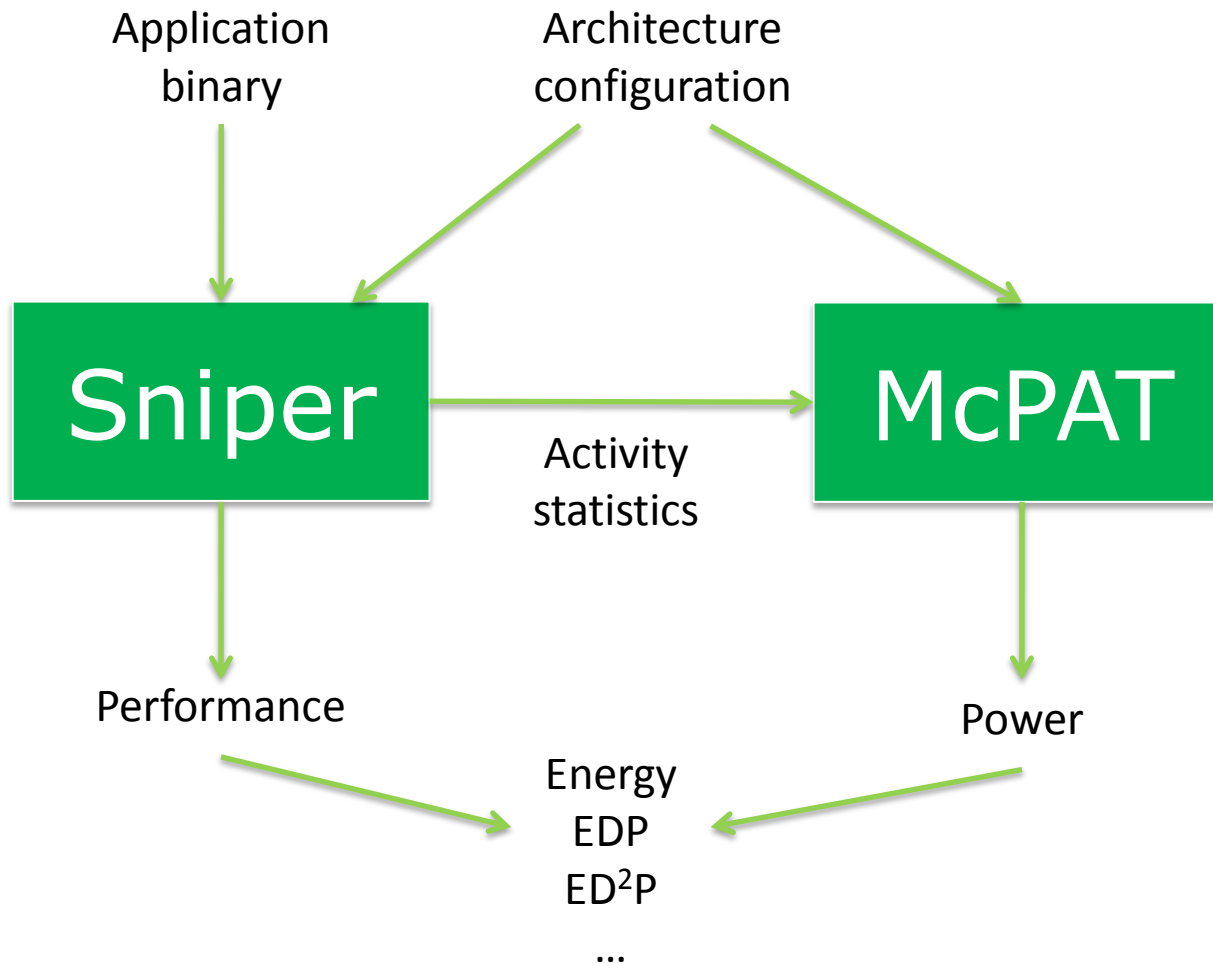 Application
binary
Architecture
configuration
Sniper
McPAT
Activity
statistics
Performance
Power
Energy
EDP
ED²P
…